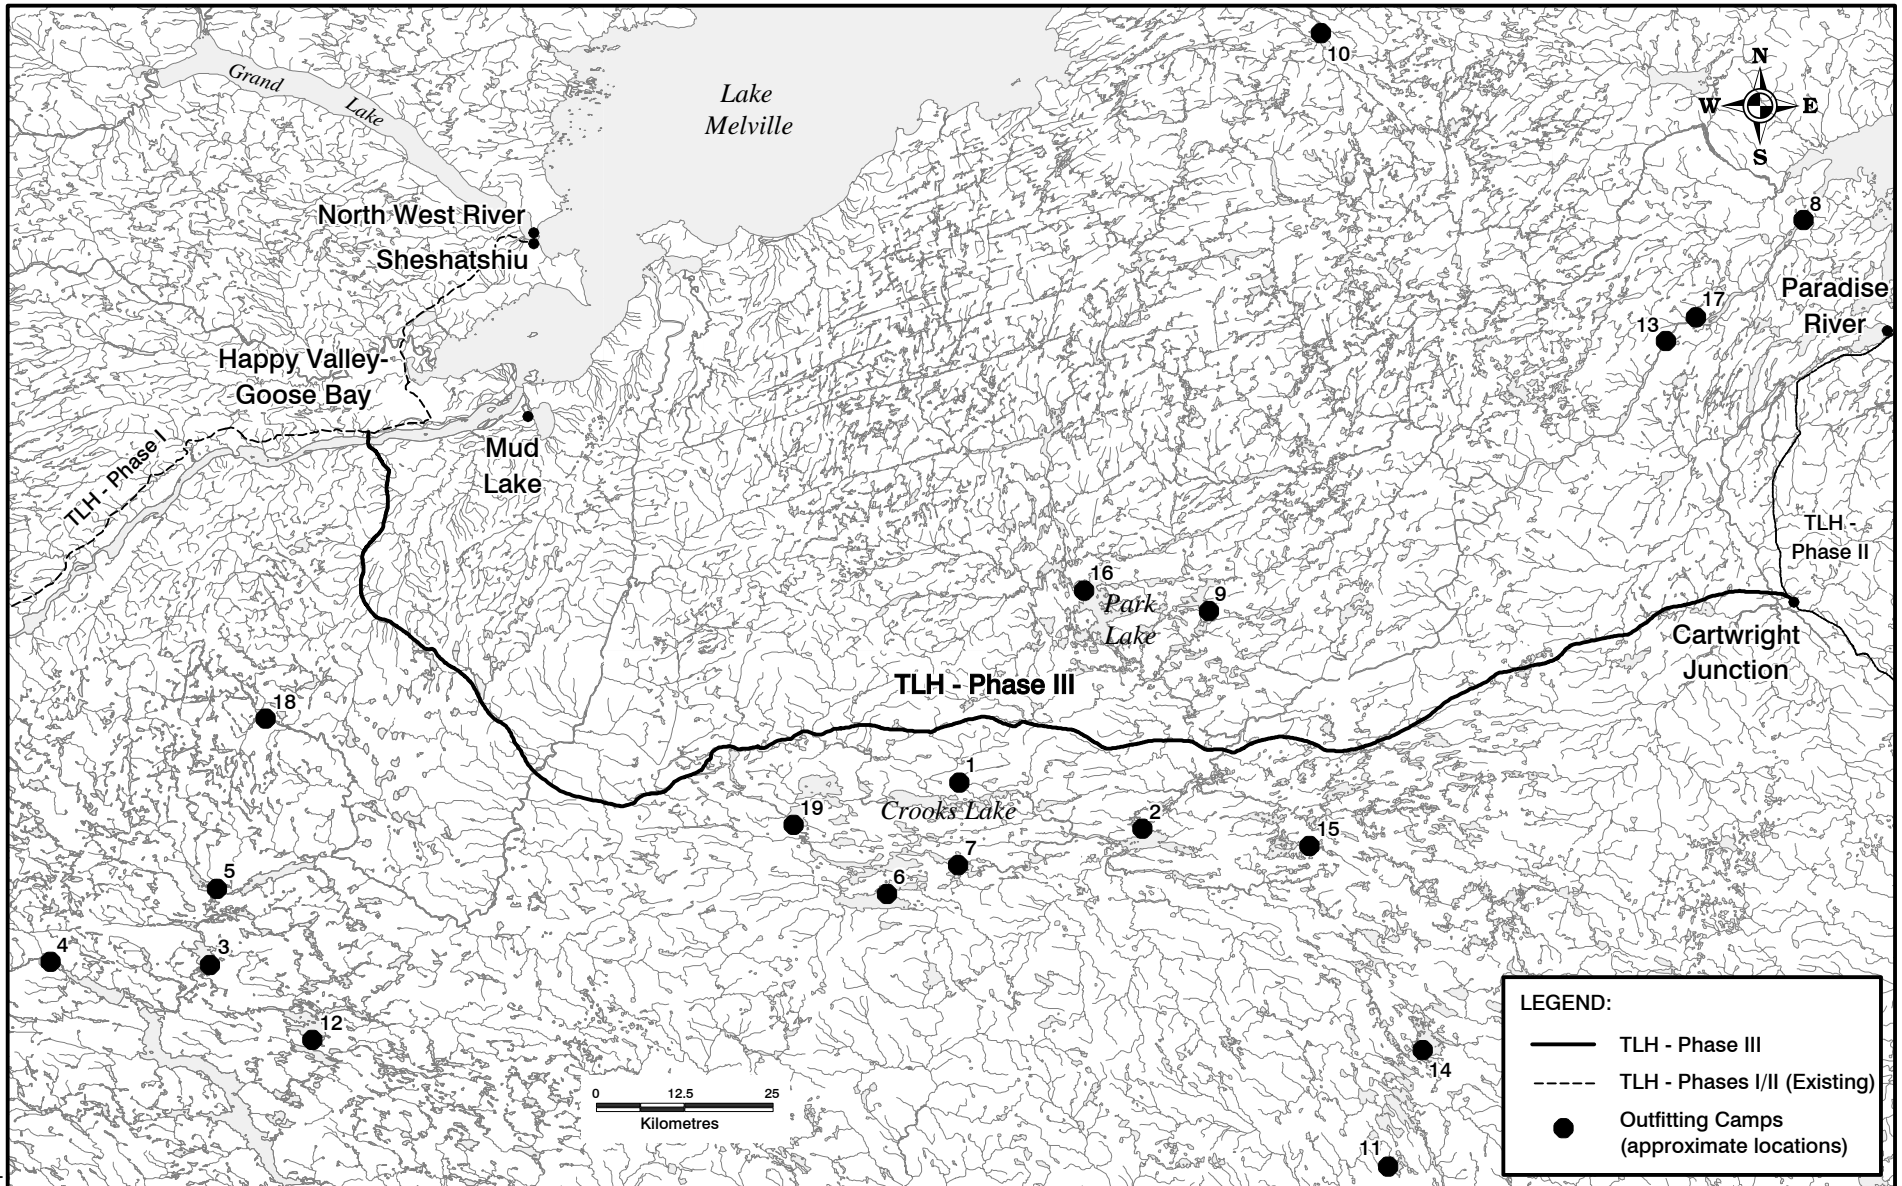 10
N
W E
S
Grand
Lake
Lake
Melville
8
North West River
Sheshatshiu
17
13
Paradise
River
Happy Valley-
Goose Bay
TLH - Phase I
Mud
Lake
TLH -
Phase II
16
Park
Lake
9
Cartwright
Junction
TLH - Phase III
18
1
Crooks Lake
19
2
15
7
6
5
4
3
12
14
11
0 12.5 25
Kilometres
LEGEND:
TLH - Phase III
TLH - Phases I/II (Existing)
Outfitting Camps
(approximate locations)